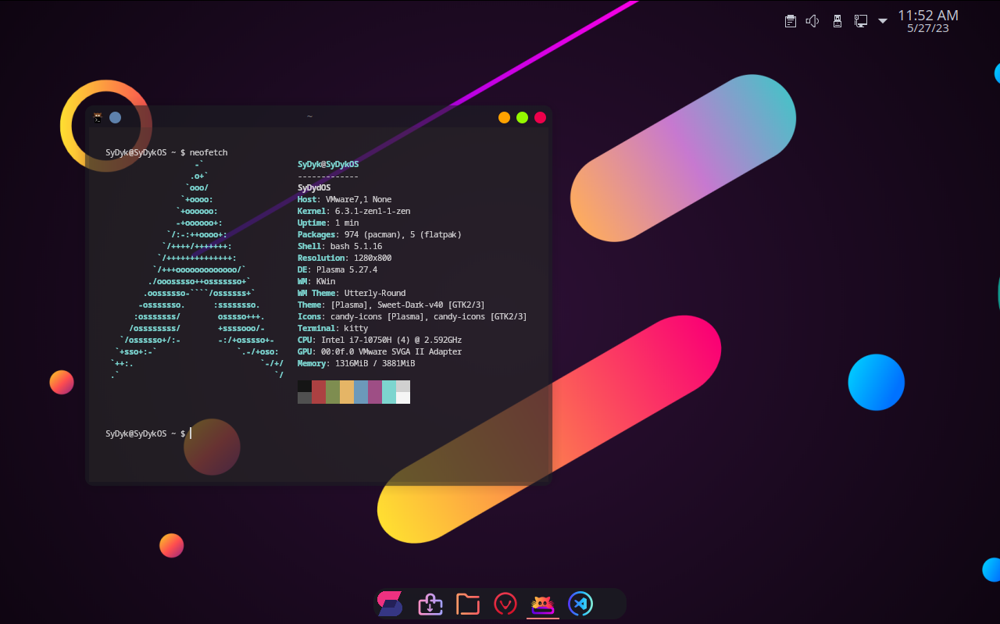 11:52 AM
5/27/23
~
SyDyk@SyDykOS ~ $ neofetch
-`
.o+`
`ooo/
`+oooo:
`+oooooo:
-+oooooo+:
`/:-:++oooo+:
`/++++/+++++++:
`/++++++++++++++:
`/+++ooooooooooooo/`
./ooosssso++osssssso+`
.oossssso-````/ossssss+`
-osssssso. :ssssssso.
:osssssss/ osssso+++.
/ossssssss/ +ssssooo/-
`/ossssso+/:- -:/+osssso+-
`+sso+:-` `.-/+oso:
`++:. `-/+/
.` `/
SyDyk@SyDykOS
-------------
SyDydOS
Host: VMware7,1 None
Kernel: 6.3.1-zen1-1-zen
Uptime: 1 min
Packages: 974 (pacman), 5 (flatpak)
Shell: bash 5.1.16
Resolution: 1280x800
DE: Plasma 5.27.4
WM: KWin
WM Theme: Utterly-Round
Theme: [Plasma], Sweet-Dark-v40 [GTK2/3]
Icons: candy-icons [Plasma], candy-icons [GTK2/3]
Terminal: kitty
CPU: Intel i7-10750H (4) @ 2.592GHz
GPU: 00:0f.0 VMware SVGA II Adapter
Memory: 1316MiB / 3881MiB
SyDyk@SyDykOS ~ $